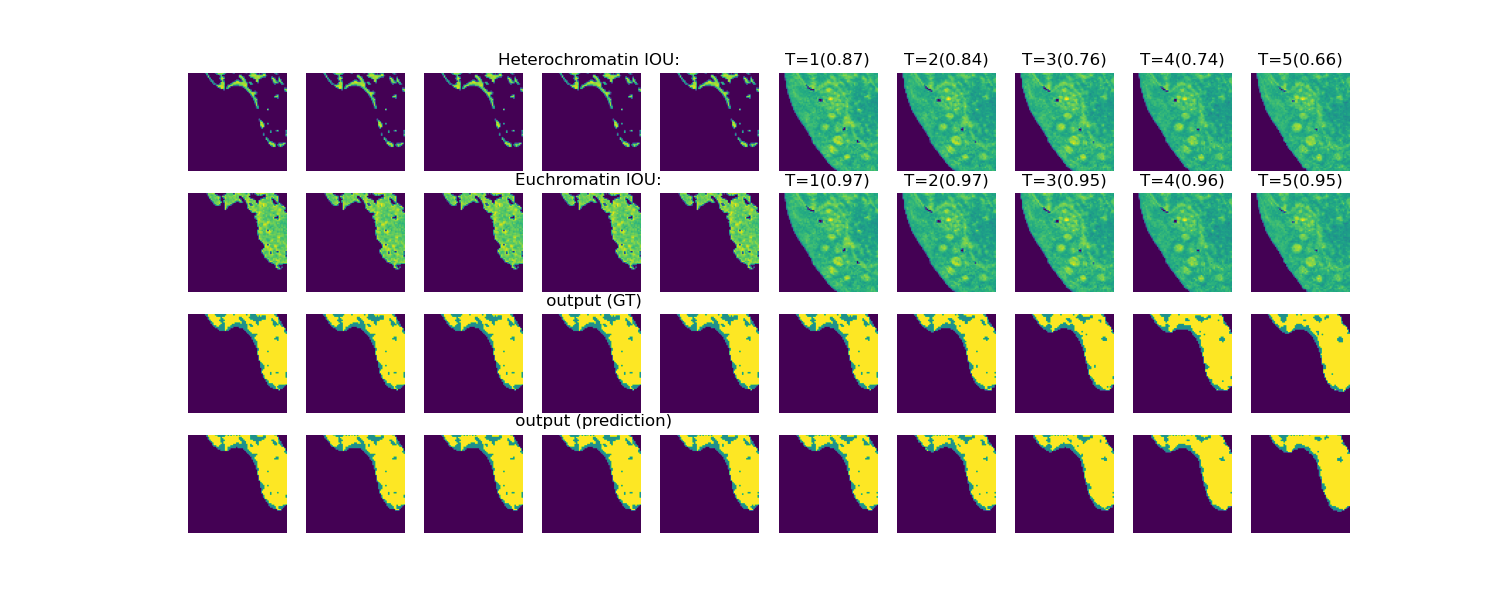 Heterochromatin IOU: T=1(0.87) T=2(0.84) T=3(0.76) T=4(0.74) T=5(0.66)
Euchromatin IOU: T=1(0.97) T=2(0.97) T=3(0.95) T=4(0.96) T=5(0.95)
output (GT)
output (prediction)